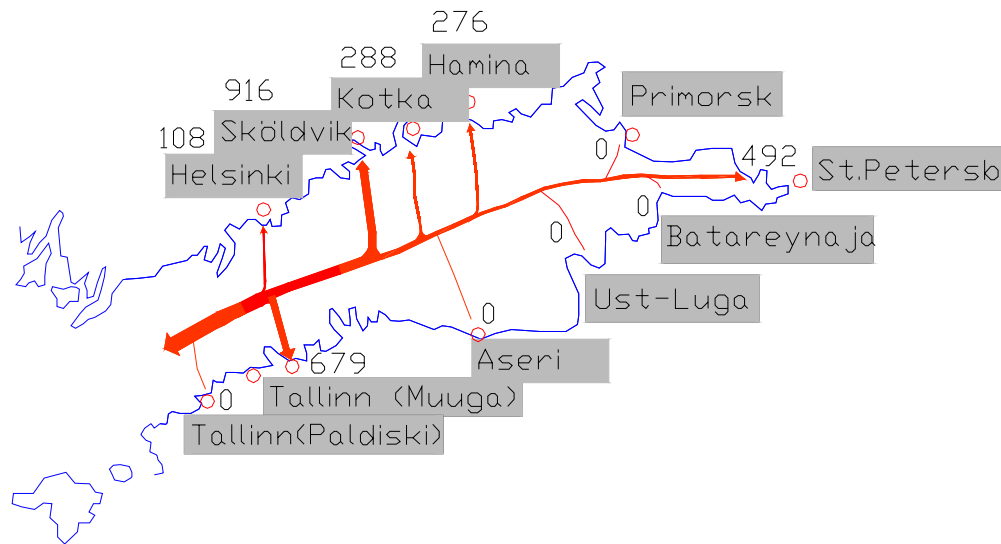 276
Hamina
288
Kotka
916
Sköldvik
108
Helsinki
Primorsk
0
492
St.Petersb
0
Batareynaja
0
Ust-Luga
0
Aseri
679
Tallinn (Muuga)
0
Tallinn(Paldiski)